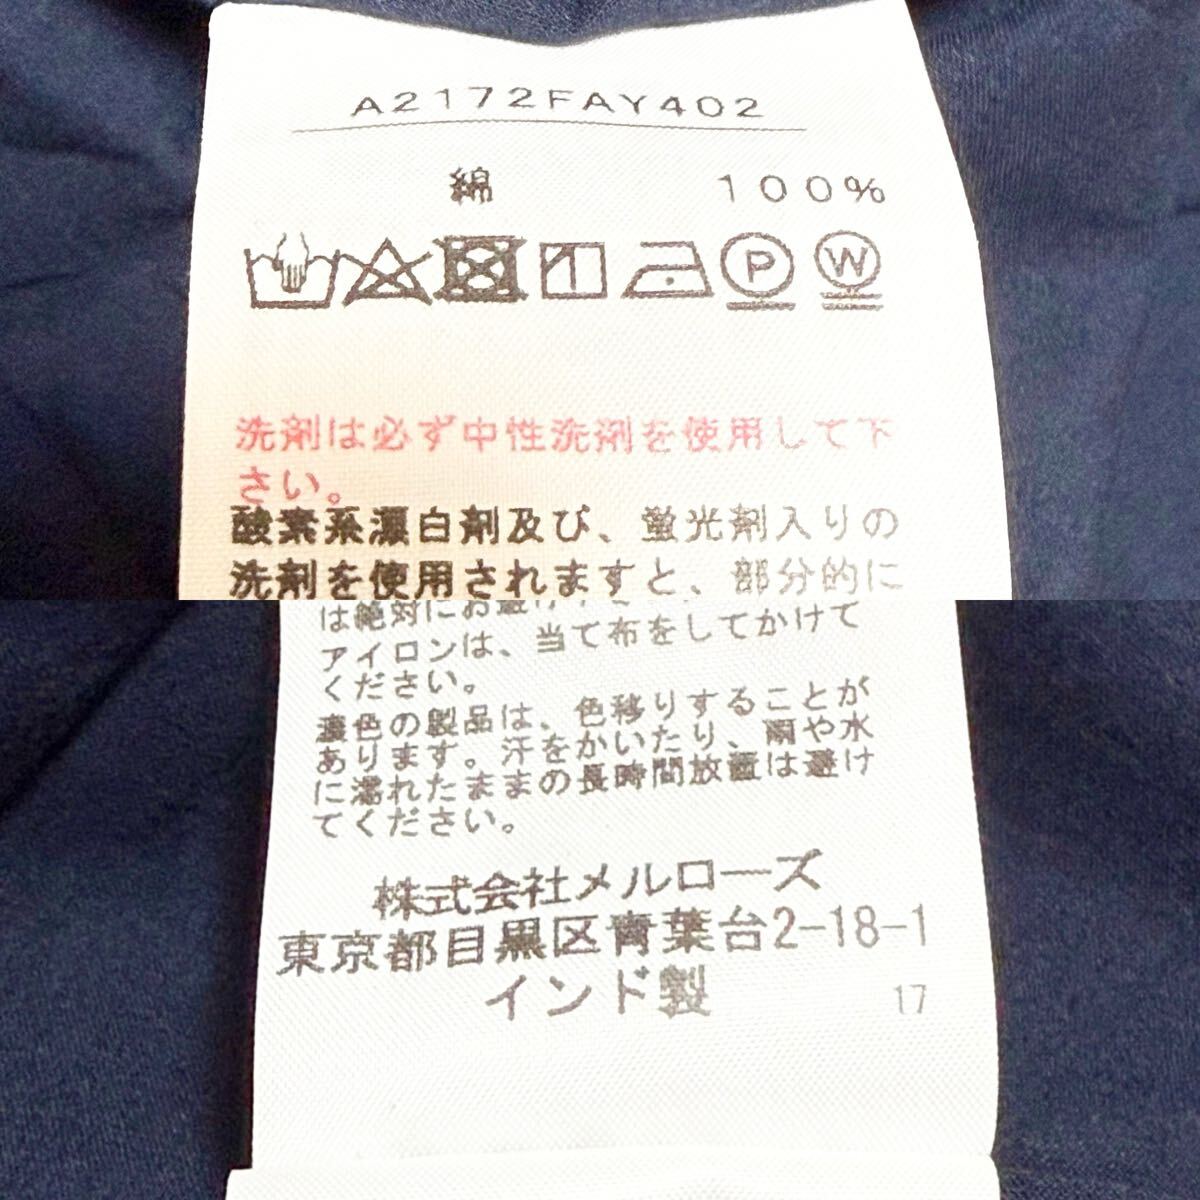 A2172FAY402
綿 100%
P W
洗剤は必ず中性洗剤を使用して下
さい。
酸素系漂白剤及び、蛍光剤入りの
洗剤を使用されますと、部分的に
は絶対にお避け
アイロンは、当て布をしてかけて
ください。
濃色の製品は、色移りすることが
あります。汗をかいたり、雨や水
に濡れたままの長時間放置は避け
てください。
株式会社メルローズ
東京都目黒区青葉台2-18-1
インド製 17